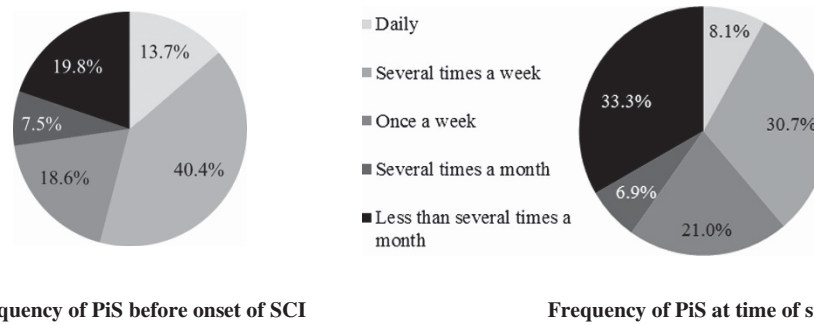 13.7%
40.4%
18.6%
7.5%
19.8%
Daily
Several times a week
Once a week
Several times a month
Less than several times a
month
8.1%
30.7%
21.0%
6.9%
33.3%
of PiS before onset of SCI
Frequency of PiS at time of